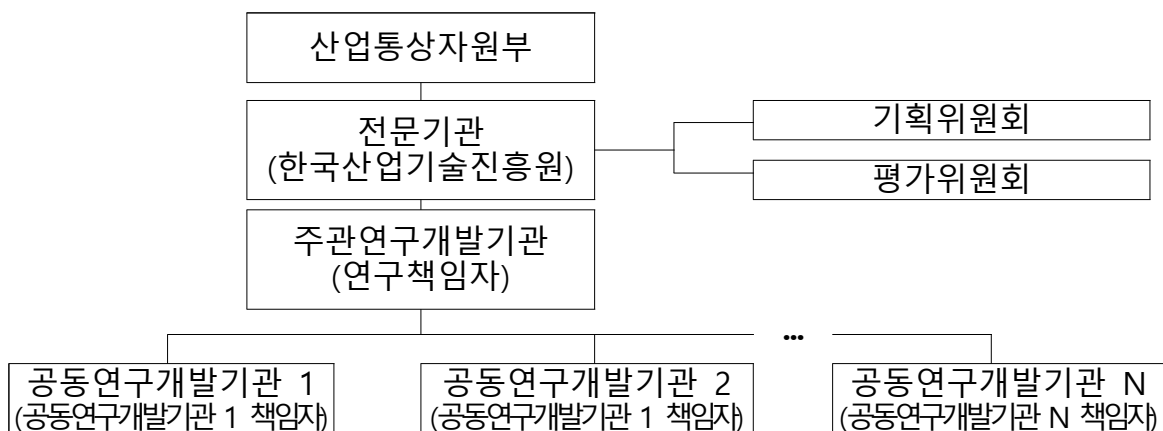 산업통상자원부
전문기관
(한국산업기술진흥원)
기획위원회
평가위원회
주관연구개발기관
(연구책임자)
...
공동연구개발기관 1
(공동연구개발기관 1 책임자)
공동연구개발기관 2
(공동연구개발기관 1 책임자)
공동연구개발기관 N
(공동연구개발기관 N 책임자)